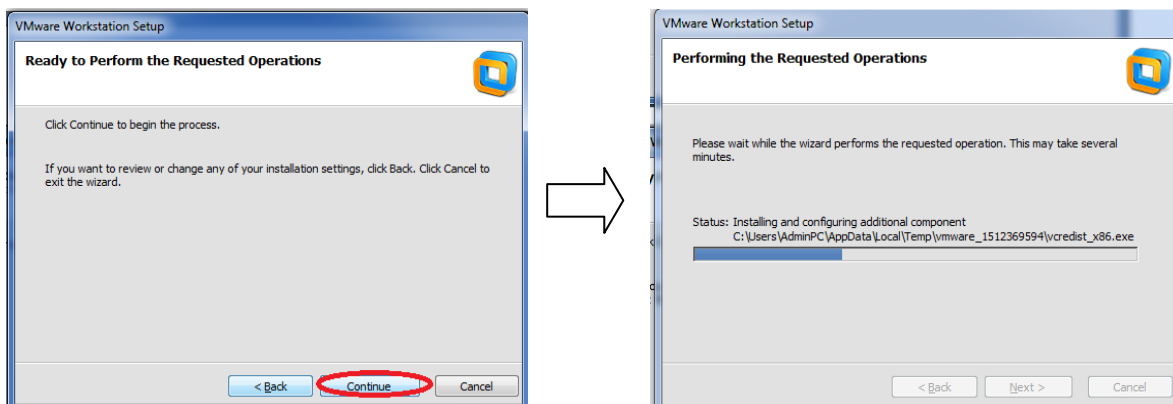 VMware Workstation Setup
Ready to Perform the Requested Operations
Click Continue to begin the process.
If you want to review or change any of your installation settings, click Back. Click Cancel to
exit the wizard.
< Back
Continue
Cancel
VMware Workstation Setup
Performing the Requested Operations
Please wait while the wizard performs the requested operation. This may take several
minutes.
Status: Installing and configuring additional component
C:\Users\AdminPC\AppData\Local\Temp\vmware_1512369594\vcredist_x86.exe
< Back
Next >
Cancel